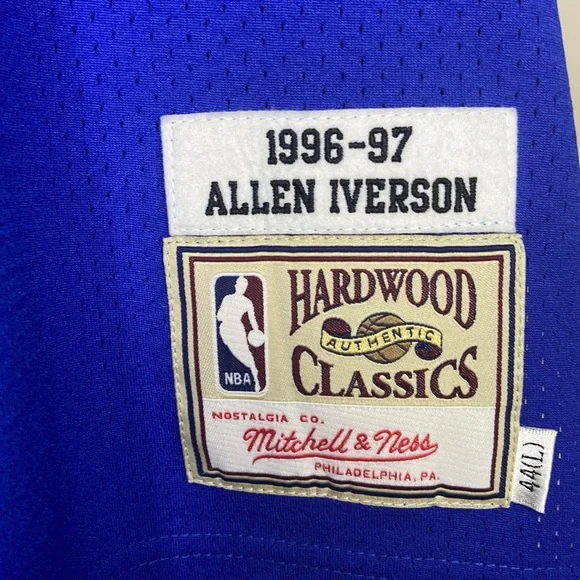 1996-97
ALLEN IVERSON
HARDWOOD
AUTHENTIC
CLASSICS
NBA
NOSTALGIA CO.
Mitchell & Ness
PHILADELPHIA, PA.
44(L)